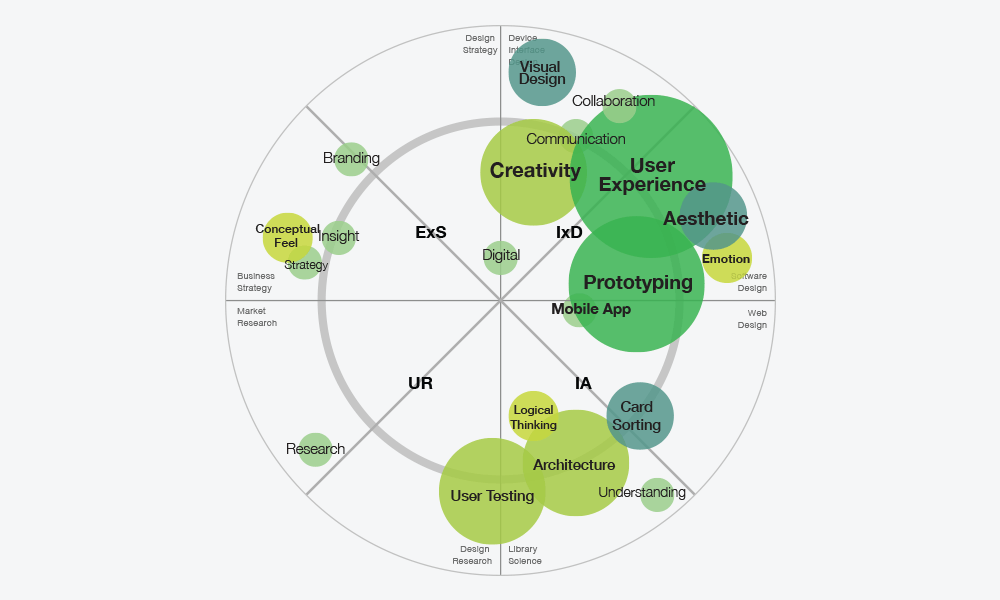 Design
Strategy
Device
Interface
Visual
Design
Collaboration
Communication
Branding
Creativity
User
Experience
Aesthetic
Conceptual
Feel
Insight
Strategy
ExS
IxD
Digital
Emotion
Business
Strategy
Software
Design
Prototyping
Market
Research
Mobile App
Web
Design
UR
IA
Logical
Thinking
Card
Sorting
Research
Architecture
User Testing
Understanding
Design
Research
Library
Science